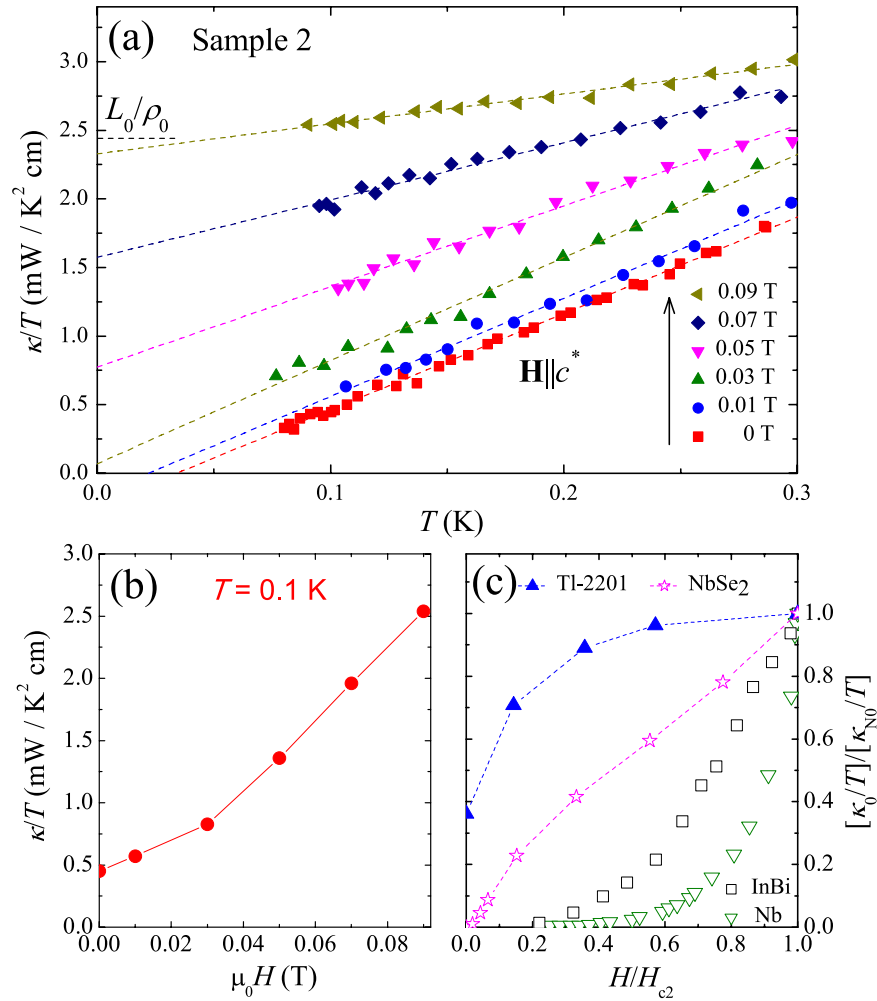 (a) Sample 2
3.0
2.5
2.0
1.5
1.0
0.5
0.0
κ/T (mW / K² cm)
L₀/ρ₀
H||c*
0.09 T
0.07 T
0.05 T
0.03 T
0.01 T
0 T
0.0 0.1 0.2 0.3
T (K)
(b) T = 0.1 K
3.0
2.5
2.0
1.5
1.0
0.5
0.0
κ/T (mW / K² cm)
0.00 0.02 0.04 0.06 0.08
μ₀H (T)
(c) Tl-2201 NbSe₂
1.0
0.8
0.6
0.4
0.2
0.0
[κ₀/T]/[κN0/T]
InBi
Nb
0.0 0.2 0.4 0.6 0.8 1.0
H/Hc2